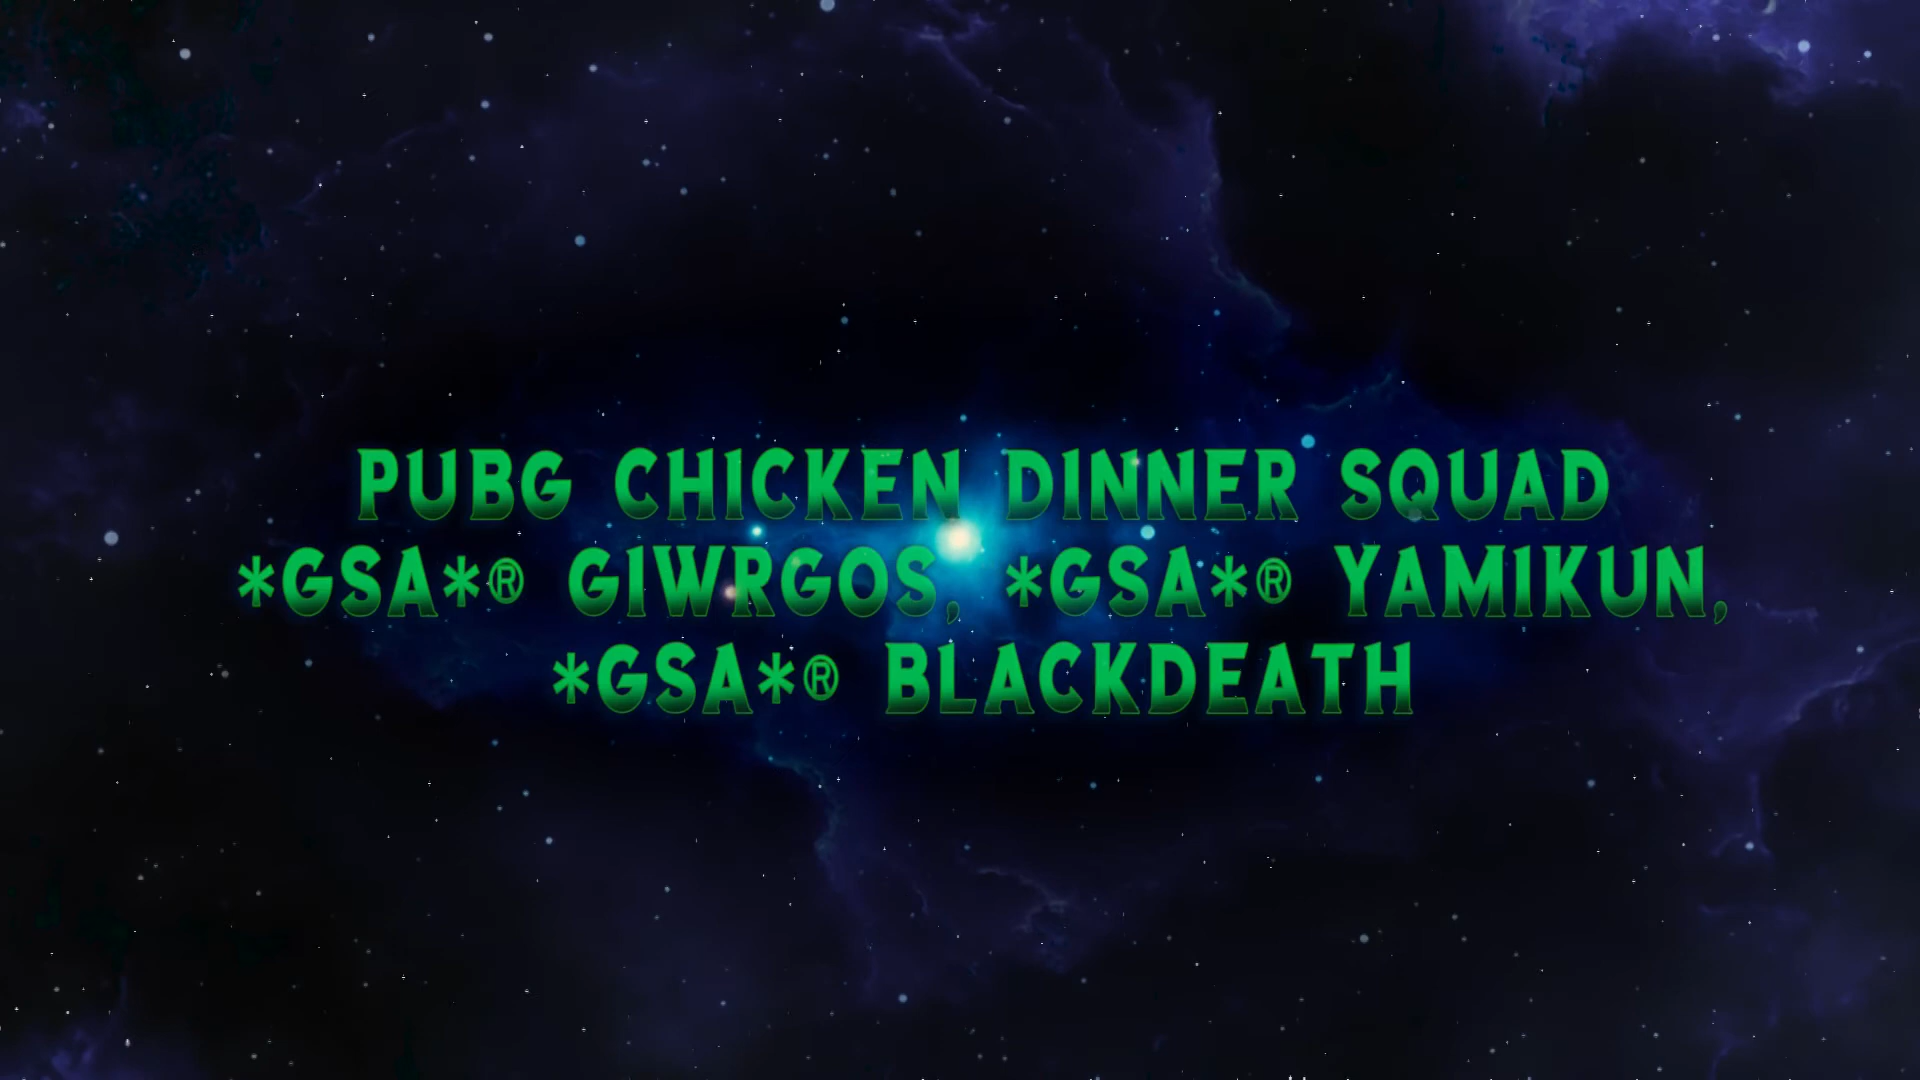 PUBG CHICKEN DINNER SQUAD
*GSA*® GIWRGOS, *GSA*® YAMIKUN,
*GSA*® BLACKDEATH